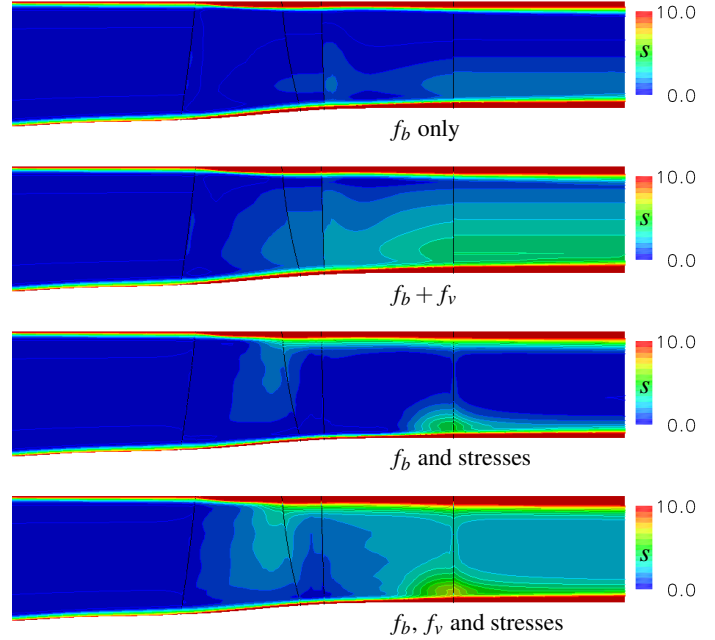 10.0
s
0.0
f_b only
10.0
s
0.0
f_b + f_v
10.0
s
0.0
f_b and stresses
10.0
s
0.0
f_b, f_v and stresses